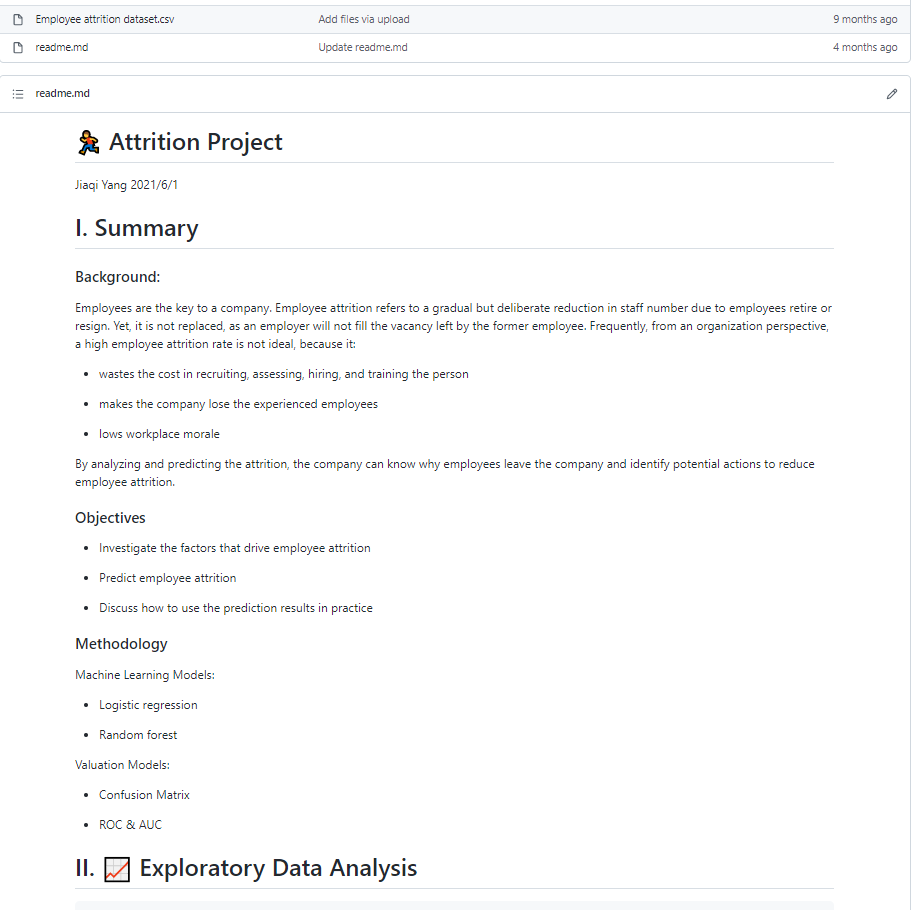 Employee attrition dataset.csv Add files via upload 9 months ago
readme.md Update readme.md 4 months ago
readme.md
Attrition Project
Jiaqi Yang 2021/6/1
I. Summary
Background:
Employees are the key to a company. Employee attrition refers to a gradual but deliberate reduction in staff number due to employees retire or
resign. Yet, it is not replaced, as an employer will not fill the vacancy left by the former employee. Frequently, from an organization perspective,
a high employee attrition rate is not ideal, because it:
• wastes the cost in recruiting, assessing, hiring, and training the person
• makes the company lose the experienced employees
• lows workplace morale
By analyzing and predicting the attrition, the company can know why employees leave the company and identify potential actions to reduce
employee attrition.
Objectives
• Investigate the factors that drive employee attrition
• Predict employee attrition
• Discuss how to use the prediction results in practice
Methodology
Machine Learning Models:
• Logistic regression
• Random forest
Valuation Models:
• Confusion Matrix
• ROC & AUC
II. Exploratory Data Analysis